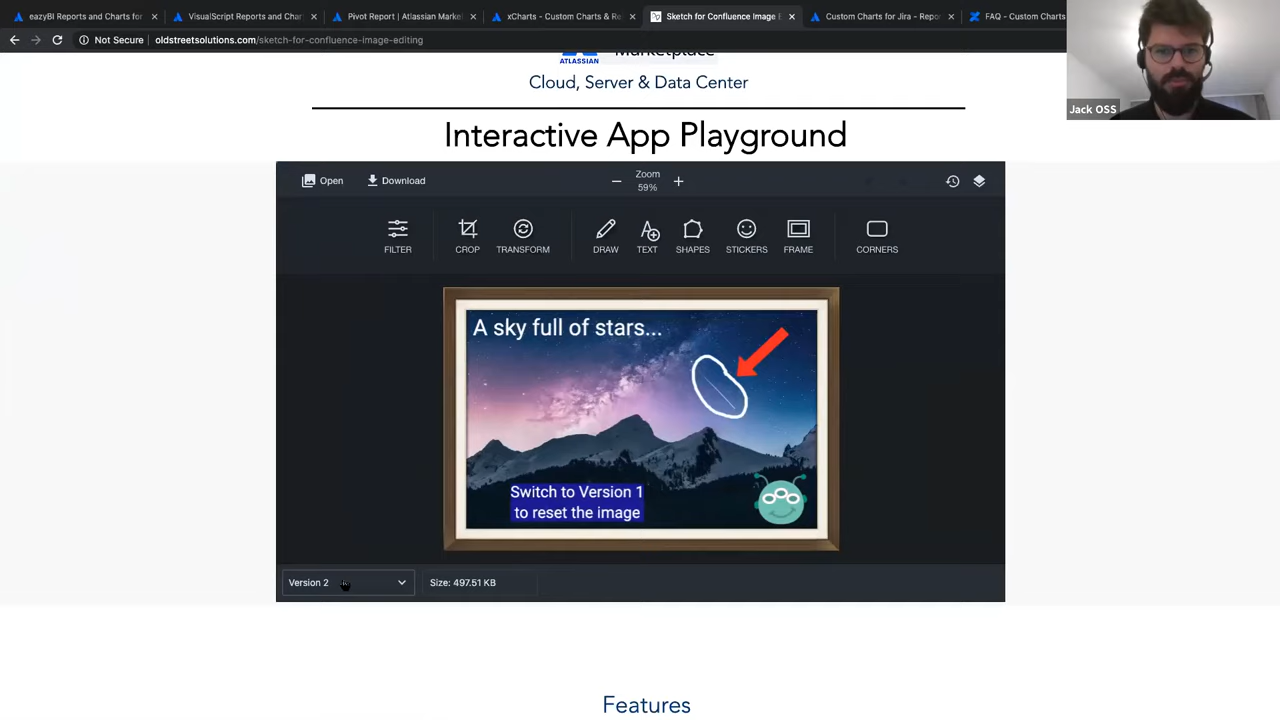 eazyBI Reports and Charts for
VisualScript Reports and Char
Pivot Report | Atlassian Marke
xCharts - Custom Charts & Re
Sketch for Confluence Image E
Custom Charts for Jira - Repo
FAQ - Custom Charts
Not Secure
oldstreetsolutions.com/sketch-for-confluence-image-editing
Jack OSS
ATLASSIAN
Marketplace
Cloud, Server & Data Center
Interactive App Playground
Open
Download
Zoom
59%
FILTER
CROP
TRANSFORM
DRAW
TEXT
SHAPES
STICKERS
FRAME
CORNERS
A sky full of stars...
Switch to Version 1
to reset the image
Version 2
Size: 497.51 KB
Features